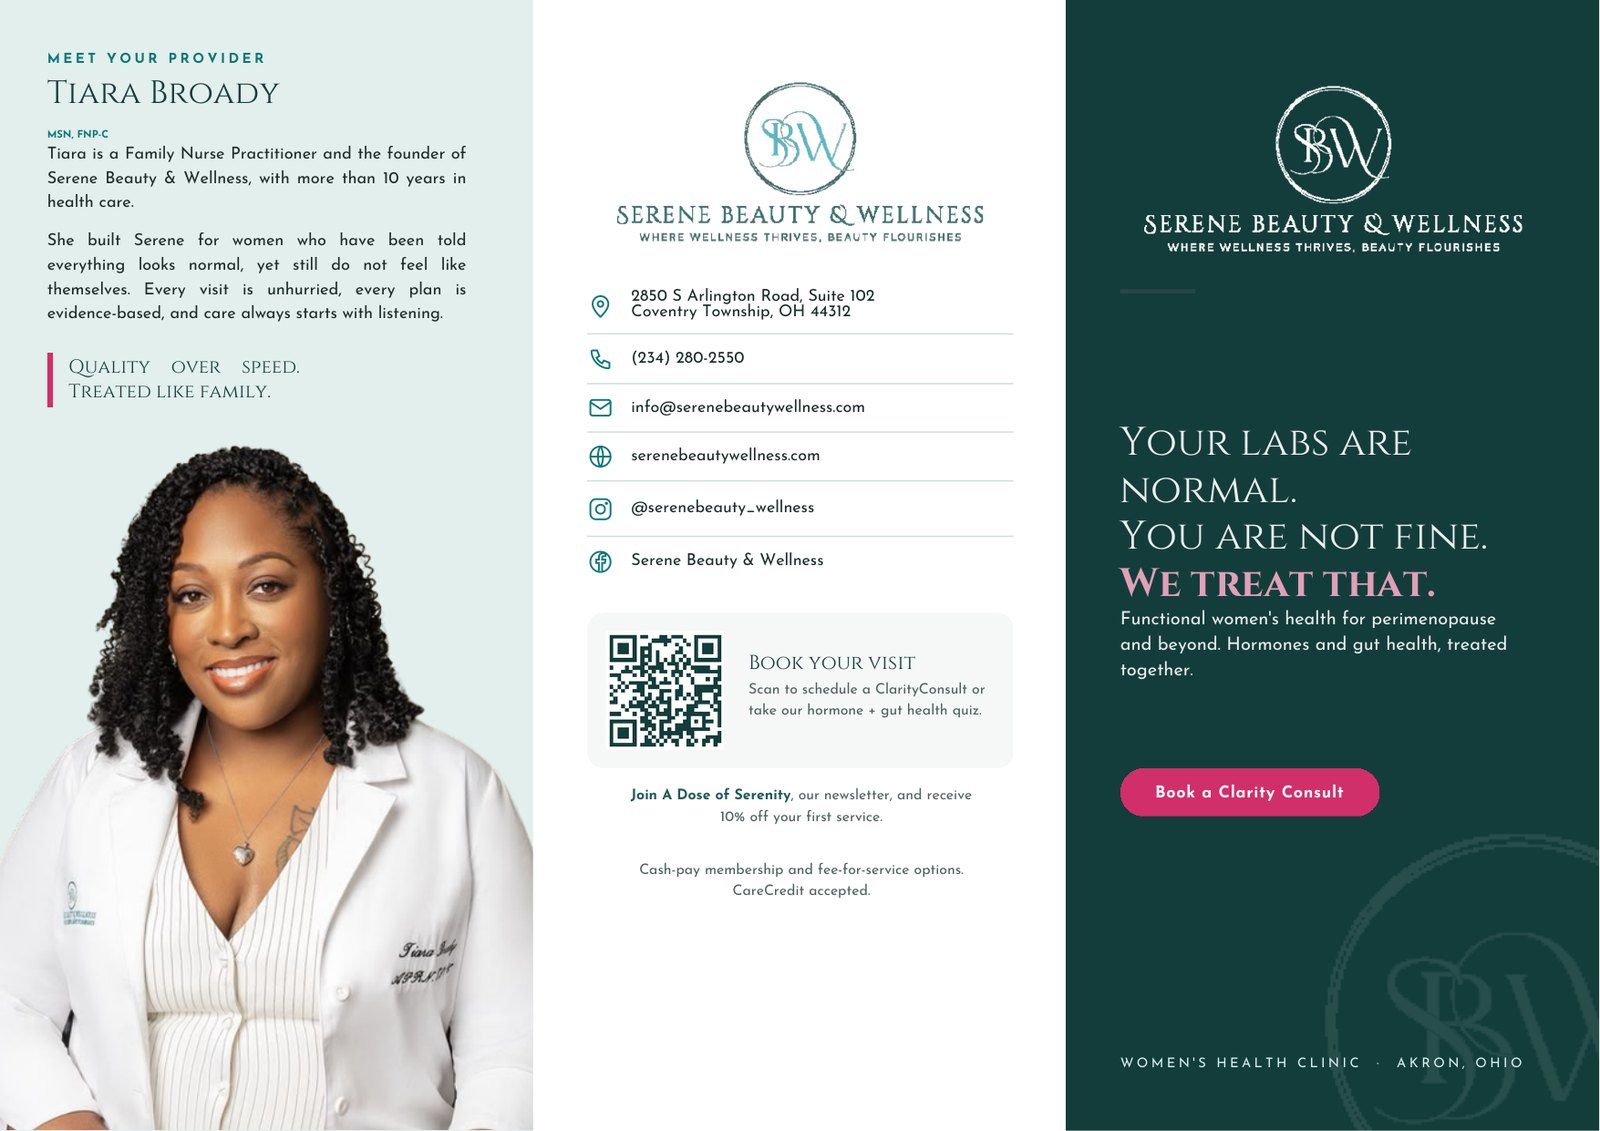 MEET YOUR PROVIDER
Tiara Broady
MSN, FNP-C
Tiara is a Family Nurse Practitioner and the founder of
Serene Beauty & Wellness, with more than 10 years in
health care.
She built Serene for women who have been told
everything looks normal, yet still do not feel like
themselves. Every visit is unhurried, every plan is
evidence-based, and care always starts with listening.
Quality over speed.
Treated like family.
Tiara Broady
SBW
SERENE BEAUTY & WELLNESS
WHERE WELLNESS THRIVES, BEAUTY FLOURISHES
2850 S Arlington Road, Suite 102
Coventry Township, OH 44312
(234) 280-2550
info@serenebeautywellness.com
serenebeautywellness.com
@serenebeauty_wellness
Serene Beauty & Wellness
Book your visit
Scan to schedule a ClarityConsult or
take our hormone + gut health quiz.
Join A Dose of Serenity, our newsletter, and receive
10% off your first service.
Cash-pay membership and fee-for-service options.
CareCredit accepted.
SBW
SERENE BEAUTY & WELLNESS
WHERE WELLNESS THRIVES, BEAUTY FLOURISHES
Your labs are
normal.
You are not fine.
We treat that.
Functional women's health for perimenopause
and beyond. Hormones and gut health, treated
together.
Book a Clarity Consult
SBW
WOMEN'S HEALTH CLINIC · AKRON, OHIO